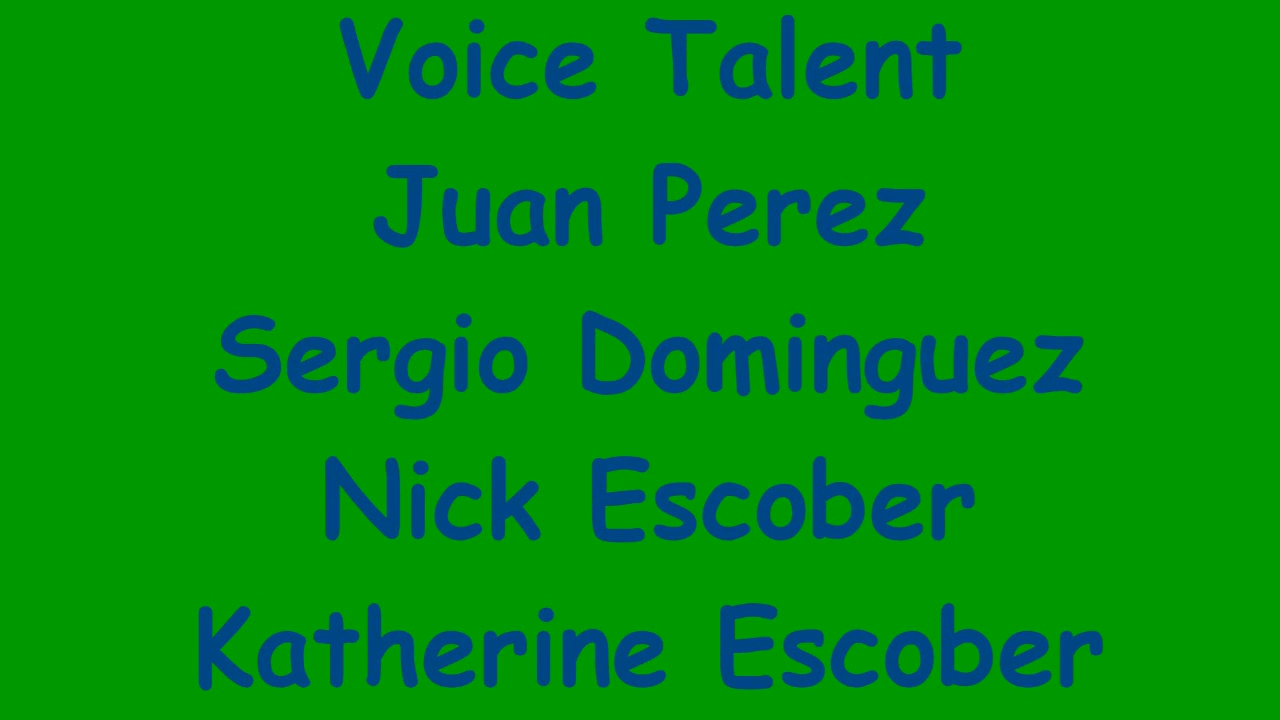 Voice Talent
Juan Perez
Sergio Dominguez
Nick Escober
Katherine Escober